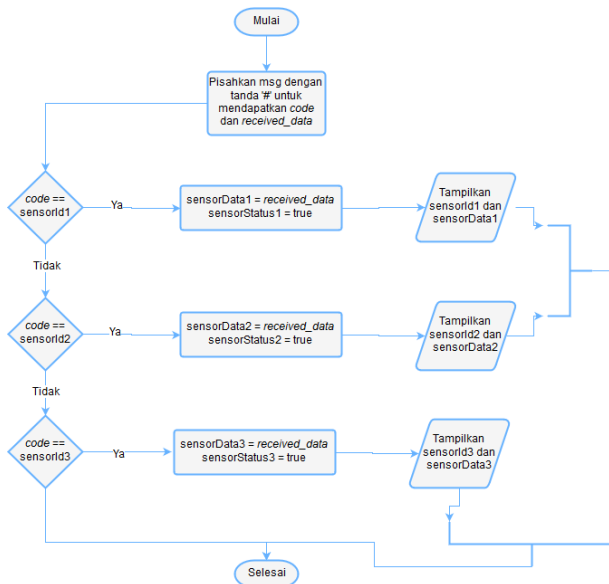 Mulai
Pisahkan msg dengan
tanda '#' untuk
mendapatkan code
dan received_data
code ==
sensorId1
Ya
sensorData1 = received_data
sensorStatus1 = true
Tampilkan
sensorId1 dan
sensorData1
Tidak
code ==
sensorId2
Ya
sensorData2 = received_data
sensorStatus2 = true
Tampilkan
sensorId2 dan
sensorData2
Tidak
code ==
sensorId3
Ya
sensorData3 = received_data
sensorStatus3 = true
Tampilkan
sensorId3 dan
sensorData3
Selesai